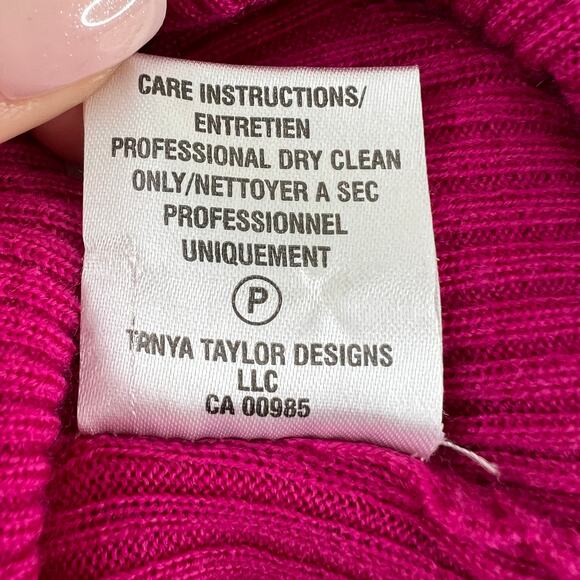 CARE INSTRUCTIONS/
ENTRETIEN
PROFESSIONAL DRY CLEAN
ONLY/NETTOYER A SEC
PROFESSIONNEL
UNIQUEMENT
P
TANYA TAYLOR DESIGNS
LLC
CA 00985